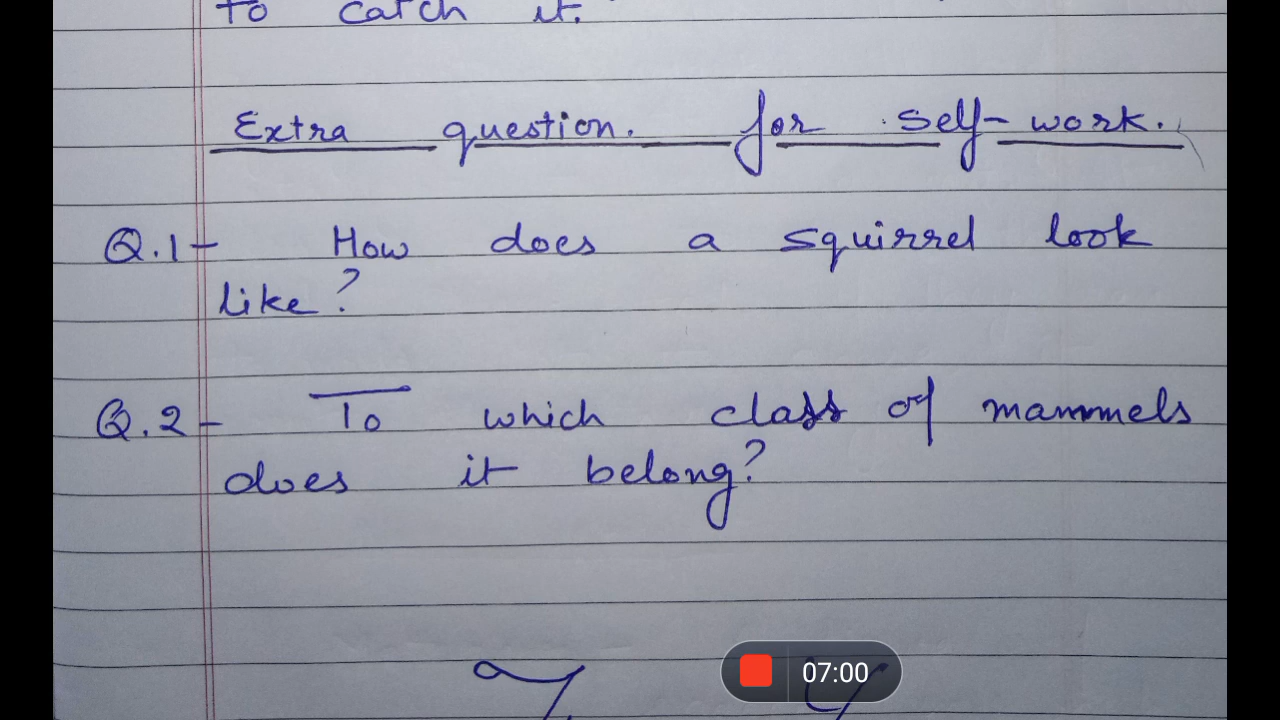 to catch it.
Extra question. for self-work.
Q.1- How does a squirrel look
like?
Q.2- To which class of mammels
does it belong?
07:00